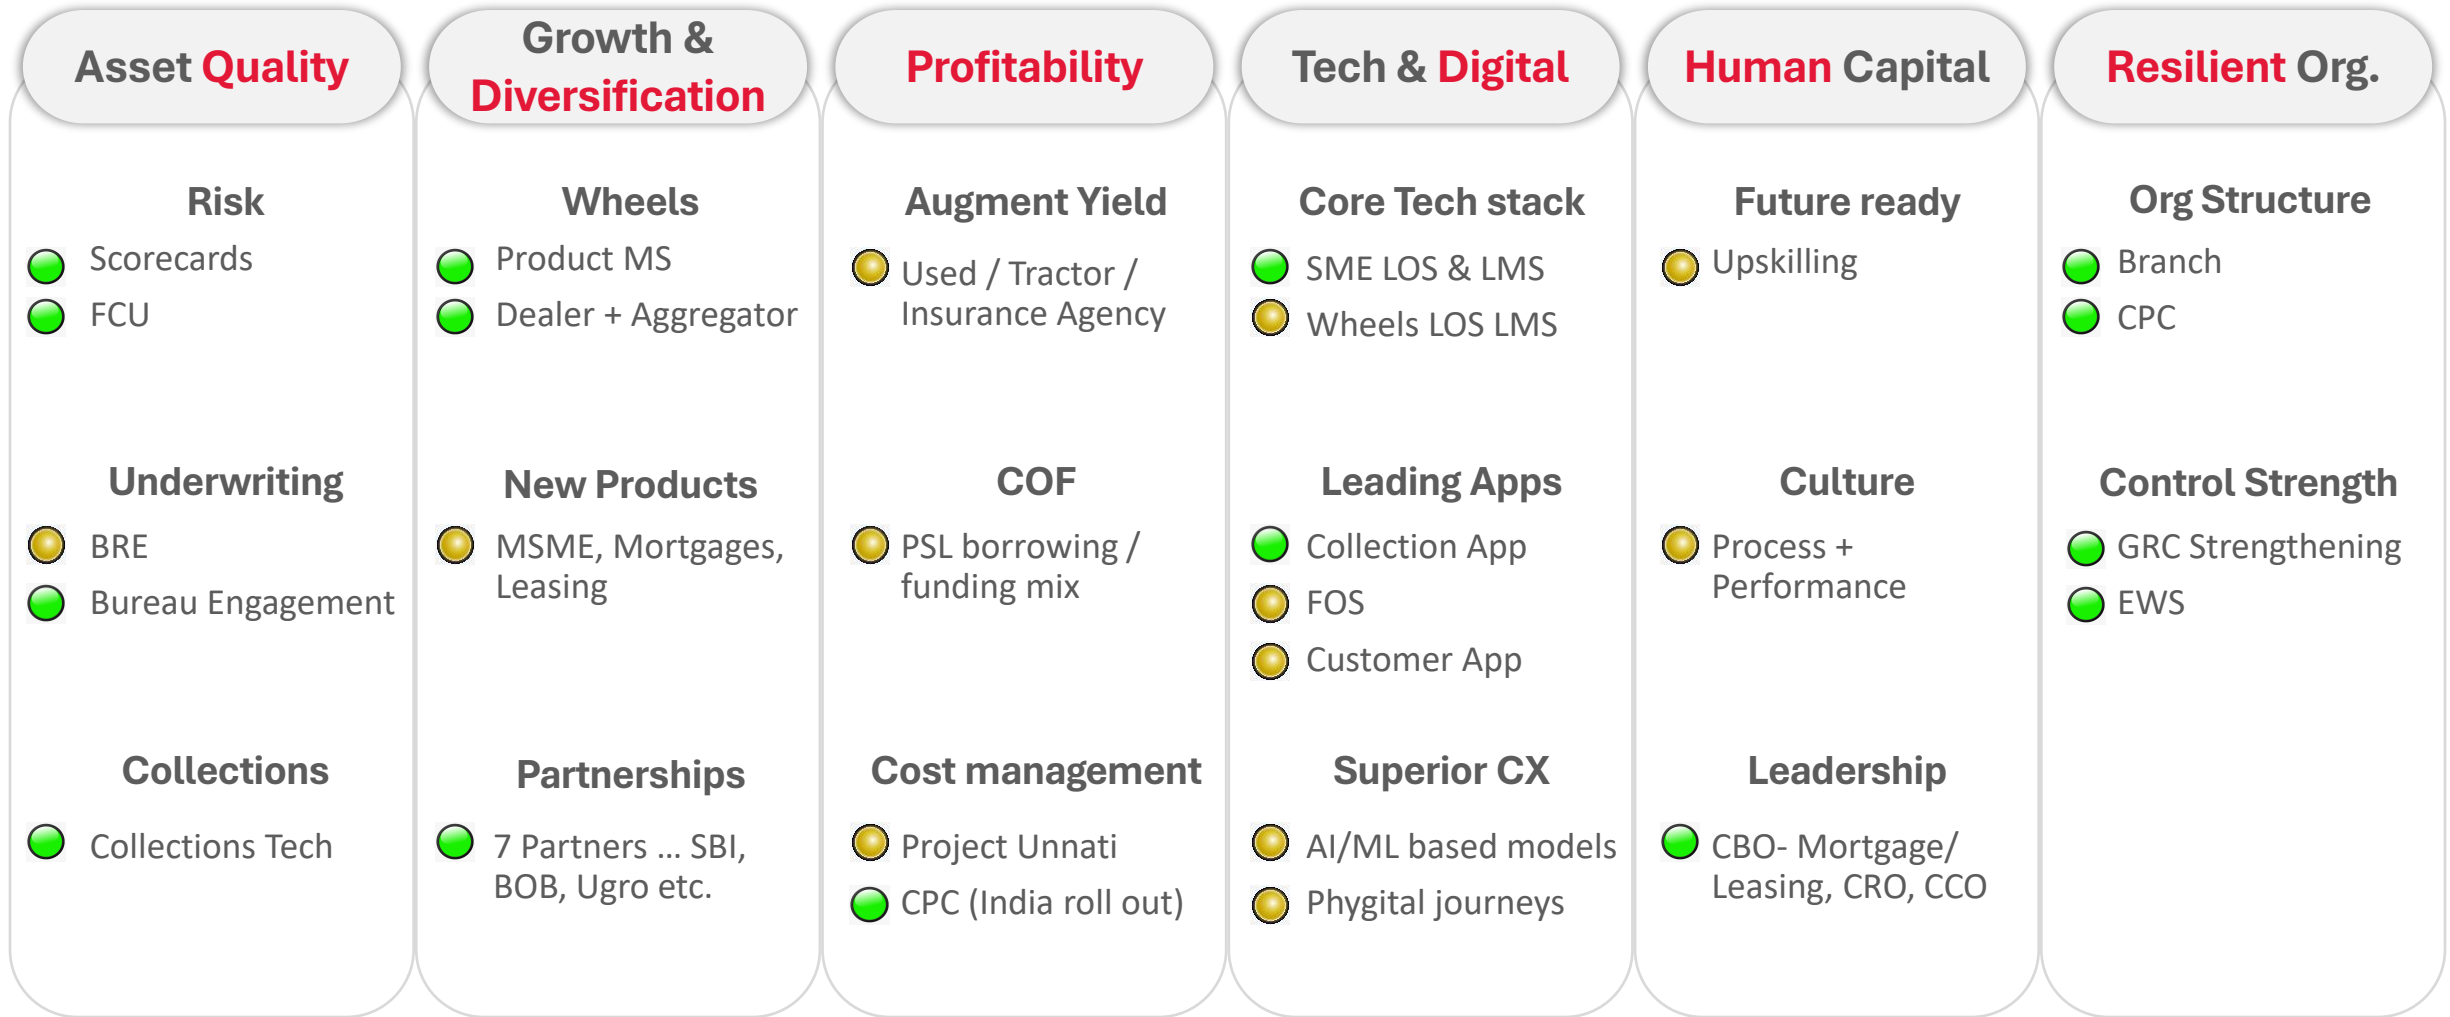 Asset Quality
Risk
Scorecards
FCU
Underwriting
BRE
Bureau Engagement
Collections
Collections Tech
Growth &
Diversification
Wheels
Product MS
Dealer + Aggregator
New Products
MSME, Mortgages,
Leasing
Partnerships
7 Partners ... SBI,
BOB, Ugro etc.
Profitability
Augment Yield
Used / Tractor /
Insurance Agency
COF
PSL borrowing /
funding mix
Cost management
Project Unnati
CPC (India roll out)
Tech & Digital
Core Tech stack
SME LOS & LMS
Wheels LOS LMS
Leading Apps
Collection App
FOS
Customer App
Superior CX
AI/ML based models
Phygital journeys
Human Capital
Future ready
Upskilling
Culture
Process +
Performance
Leadership
CBO- Mortgage/
Leasing, CRO, CCO
Resilient Org.
Org Structure
Branch
CPC
Control Strength
GRC Strengthening
EWS